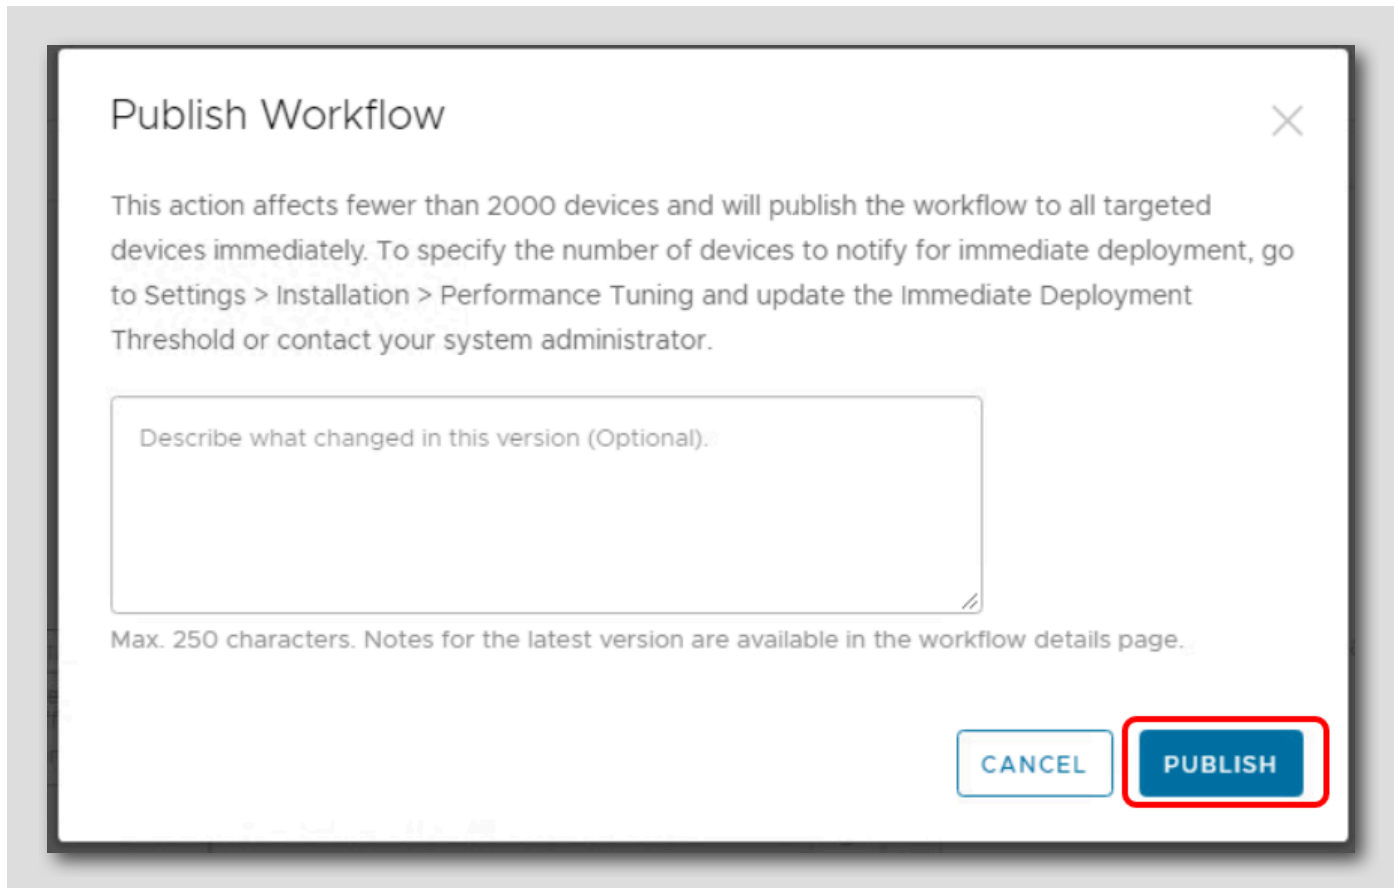 Publish Workflow
This action affects fewer than 2000 devices and will publish the workflow to all targeted
devices immediately. To specify the number of devices to notify for immediate deployment, go
to Settings > Installation > Performance Tuning and update the Immediate Deployment
Threshold or contact your system administrator.
Describe what changed in this version (Optional).
Max. 250 characters. Notes for the latest version are available in the workflow details page.
CANCEL
PUBLISH